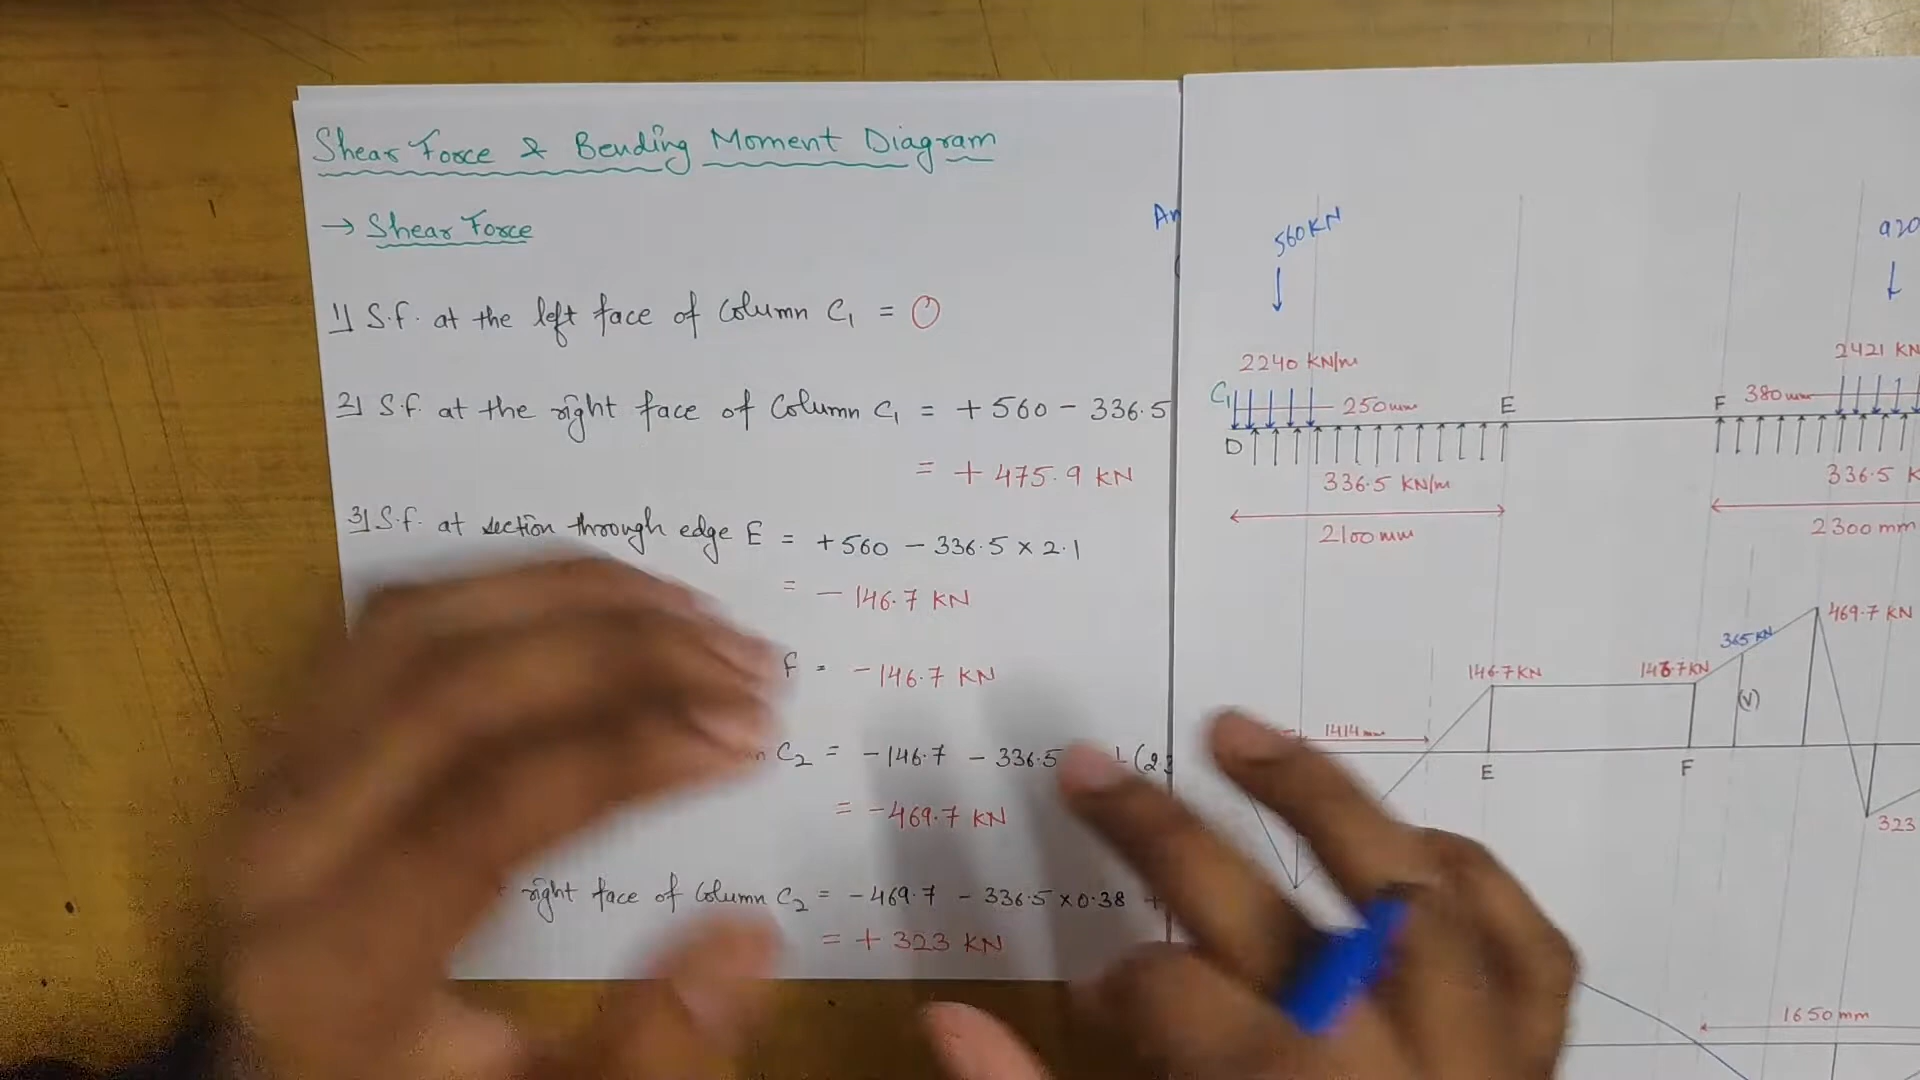 Shear Force & Bending Moment Diagram
→ Shear Force
1) S.f. at the left face of Column C₁ = 0
2) S.f. at the right face of Column C₁ = + 560 - 336.5
= + 475.9 KN
3) S.f. at section through edge E = +560 - 336.5 × 2.1
= - 146.7 KN
f = -146.7 KN
C₂ = -146.7 - 336.5
(2.3
= -469.7 KN
right face of Column C₂ = -469.7 - 336.5 × 0.38 +
= + 323 KN
560 KN
920
2240 KN/m
2421 KN
C₁
250mm
E
F
380mm
D
336.5 KN/m
336.5 K
2100 mm
2300 mm
469.7 KN
365 KN
146.7 KN
146.7 KN
(V)
1414mm
E
F
323
1650 mm